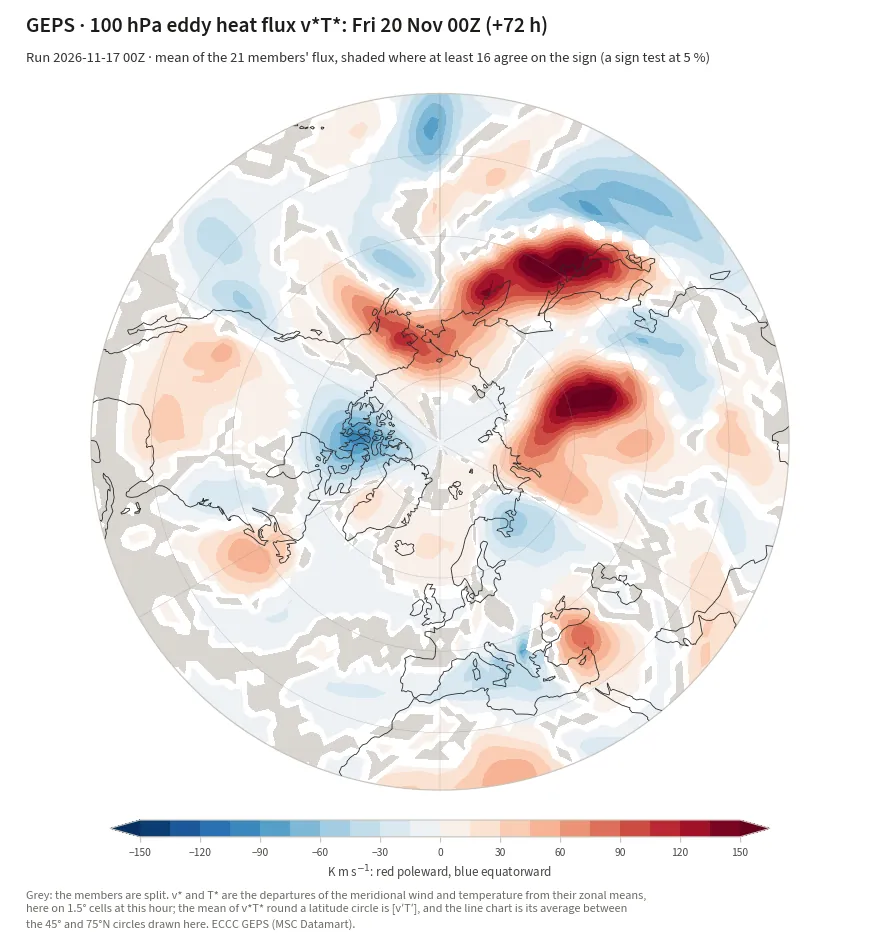 GEPS · 100 hPa eddy heat flux v*T*: Fri 20 Nov 00Z (+72 h)
Run 2026-11-17 00Z · mean of the 21 members' flux, shaded where at least 16 agree on the sign (a sign test at 5 %)
−150 −120 −90 −60 −30 0 30 60 90 120 150
K m s⁻¹: red poleward, blue equatorward
Grey: the members are split. v* and T* are the departures of the meridional wind and temperature from their zonal means,
here on 1.5° cells at this hour; the mean of v*T* round a latitude circle is [v'T'], and the line chart is its average between
the 45° and 75°N circles drawn here. ECCC GEPS (MSC Datamart).